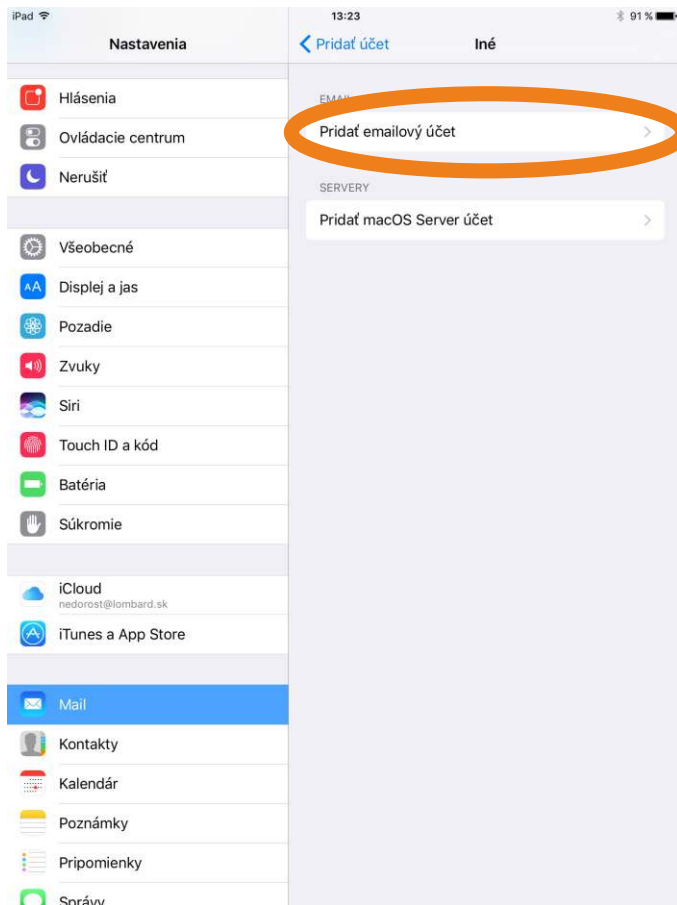 iPad 13:23 91 %
Nastavenia
Pridať účet Iné
Hlásenia
Ovládacie centrum
Nerušiť
Všeobecné
Displej a jas
Pozadie
Zvuky
Siri
Touch ID a kód
Batéria
Súkromie
iCloud
nedorost@lombard.sk
iTunes a App Store
Mail
Kontakty
Kalendár
Poznámky
Pripomienky
Správy
EMAIL
Pridať emailový účet
SERVERY
Pridať macOS Server účet